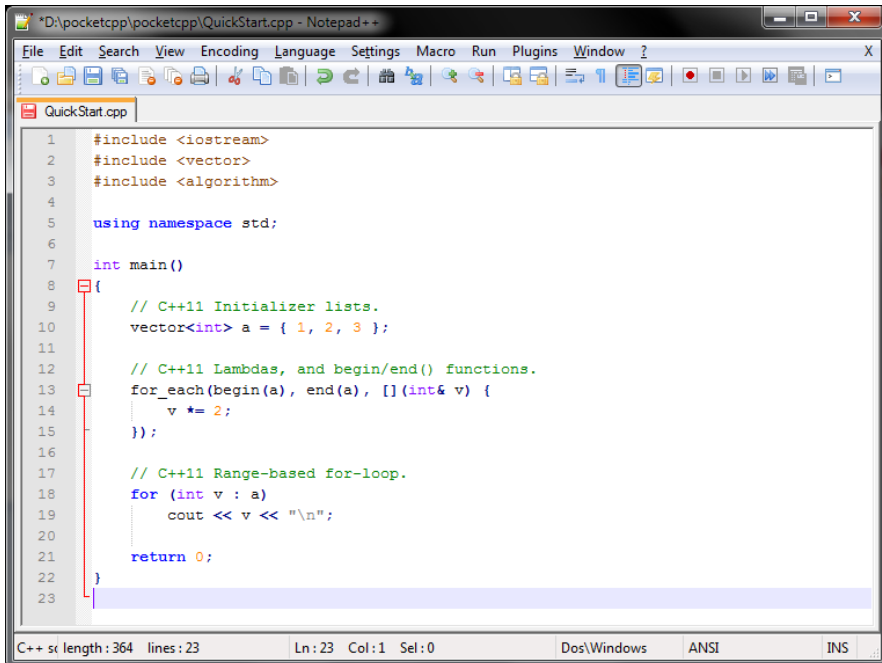 *D:\pocketcpp\pocketcpp\QuickStart.cpp - Notepad++
File Edit Search View Encoding Language Settings Macro Run Plugins Window ? X
QuickStart.cpp
1 #include <iostream>
2 #include <vector>
3 #include <algorithm>
4
5 using namespace std;
6
7 int main()
8 {
9     // C++11 Initializer lists.
10     vector<int> a = { 1, 2, 3 };
11
12     // C++11 Lambdas, and begin/end() functions.
13     for_each(begin(a), end(a), [](int& v) {
14         v *= 2;
15     });
16
17     // C++11 Range-based for-loop.
18     for (int v : a)
19         cout << v << "\n";
20
21     return 0;
22 }
23
C++ sc length : 364 lines : 23 Ln : 23 Col : 1 Sel : 0 Dos\Windows ANSI INS